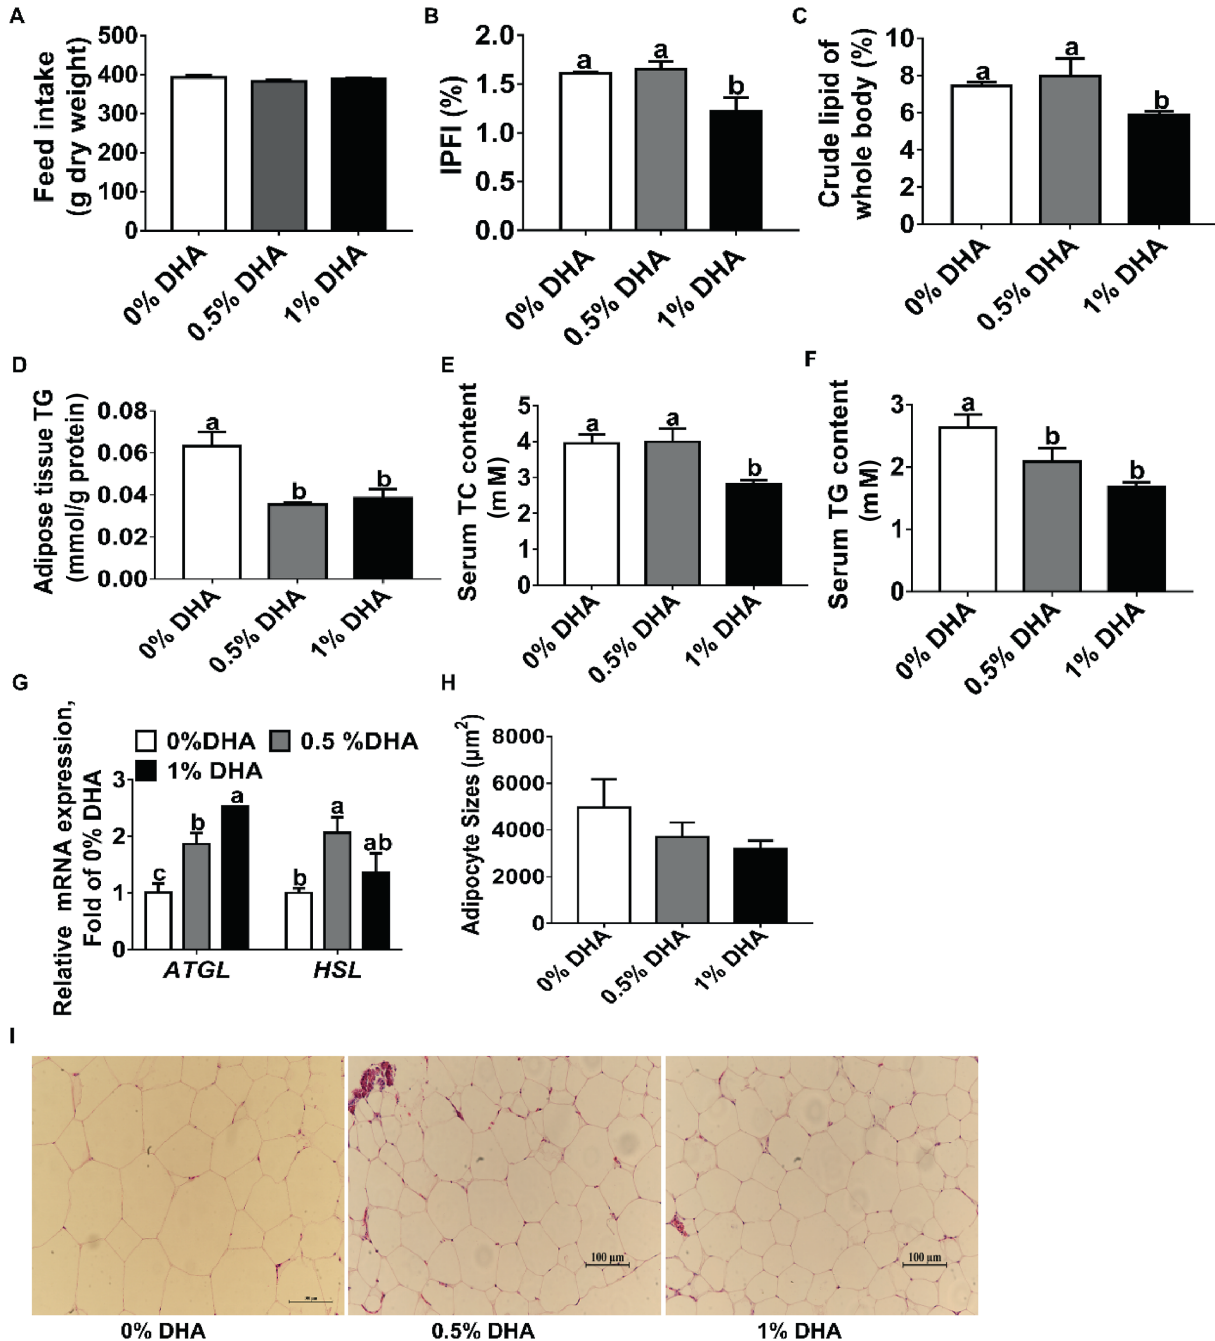 A
Feed intake
(g dry weight)
500
400
300
200
100
0
0% DHA
0.5% DHA
1% DHA
B
IPFI (%)
2.0
1.5
1.0
0.5
0.0
a
a
b
0% DHA
0.5% DHA
1% DHA
C
Crude lipid of
whole body (%)
10
8
6
4
2
0
a
a
b
0% DHA
0.5% DHA
1% DHA
D
Adipose tissue TG
(mmol/g protein)
0.08
0.06
0.04
0.02
0.00
a
b
b
0% DHA
0.5% DHA
1% DHA
E
Serum TC content
(mM)
5
4
3
2
1
0
a
a
b
0% DHA
0.5% DHA
1% DHA
F
Serum TG content
(mM)
3
2
1
0
a
b
b
0% DHA
0.5% DHA
1% DHA
G
Relative mRNA expression,
Fold of 0% DHA
0%DHA
0.5 %DHA
1% DHA
3
2
1
0
c
b
a
b
a
ab
ATGL
HSL
H
Adipocyte Sizes (μm²)
8000
6000
4000
2000
0
0% DHA
0.5% DHA
1% DHA
I
100 μm
100 μm
0% DHA
0.5% DHA
1% DHA